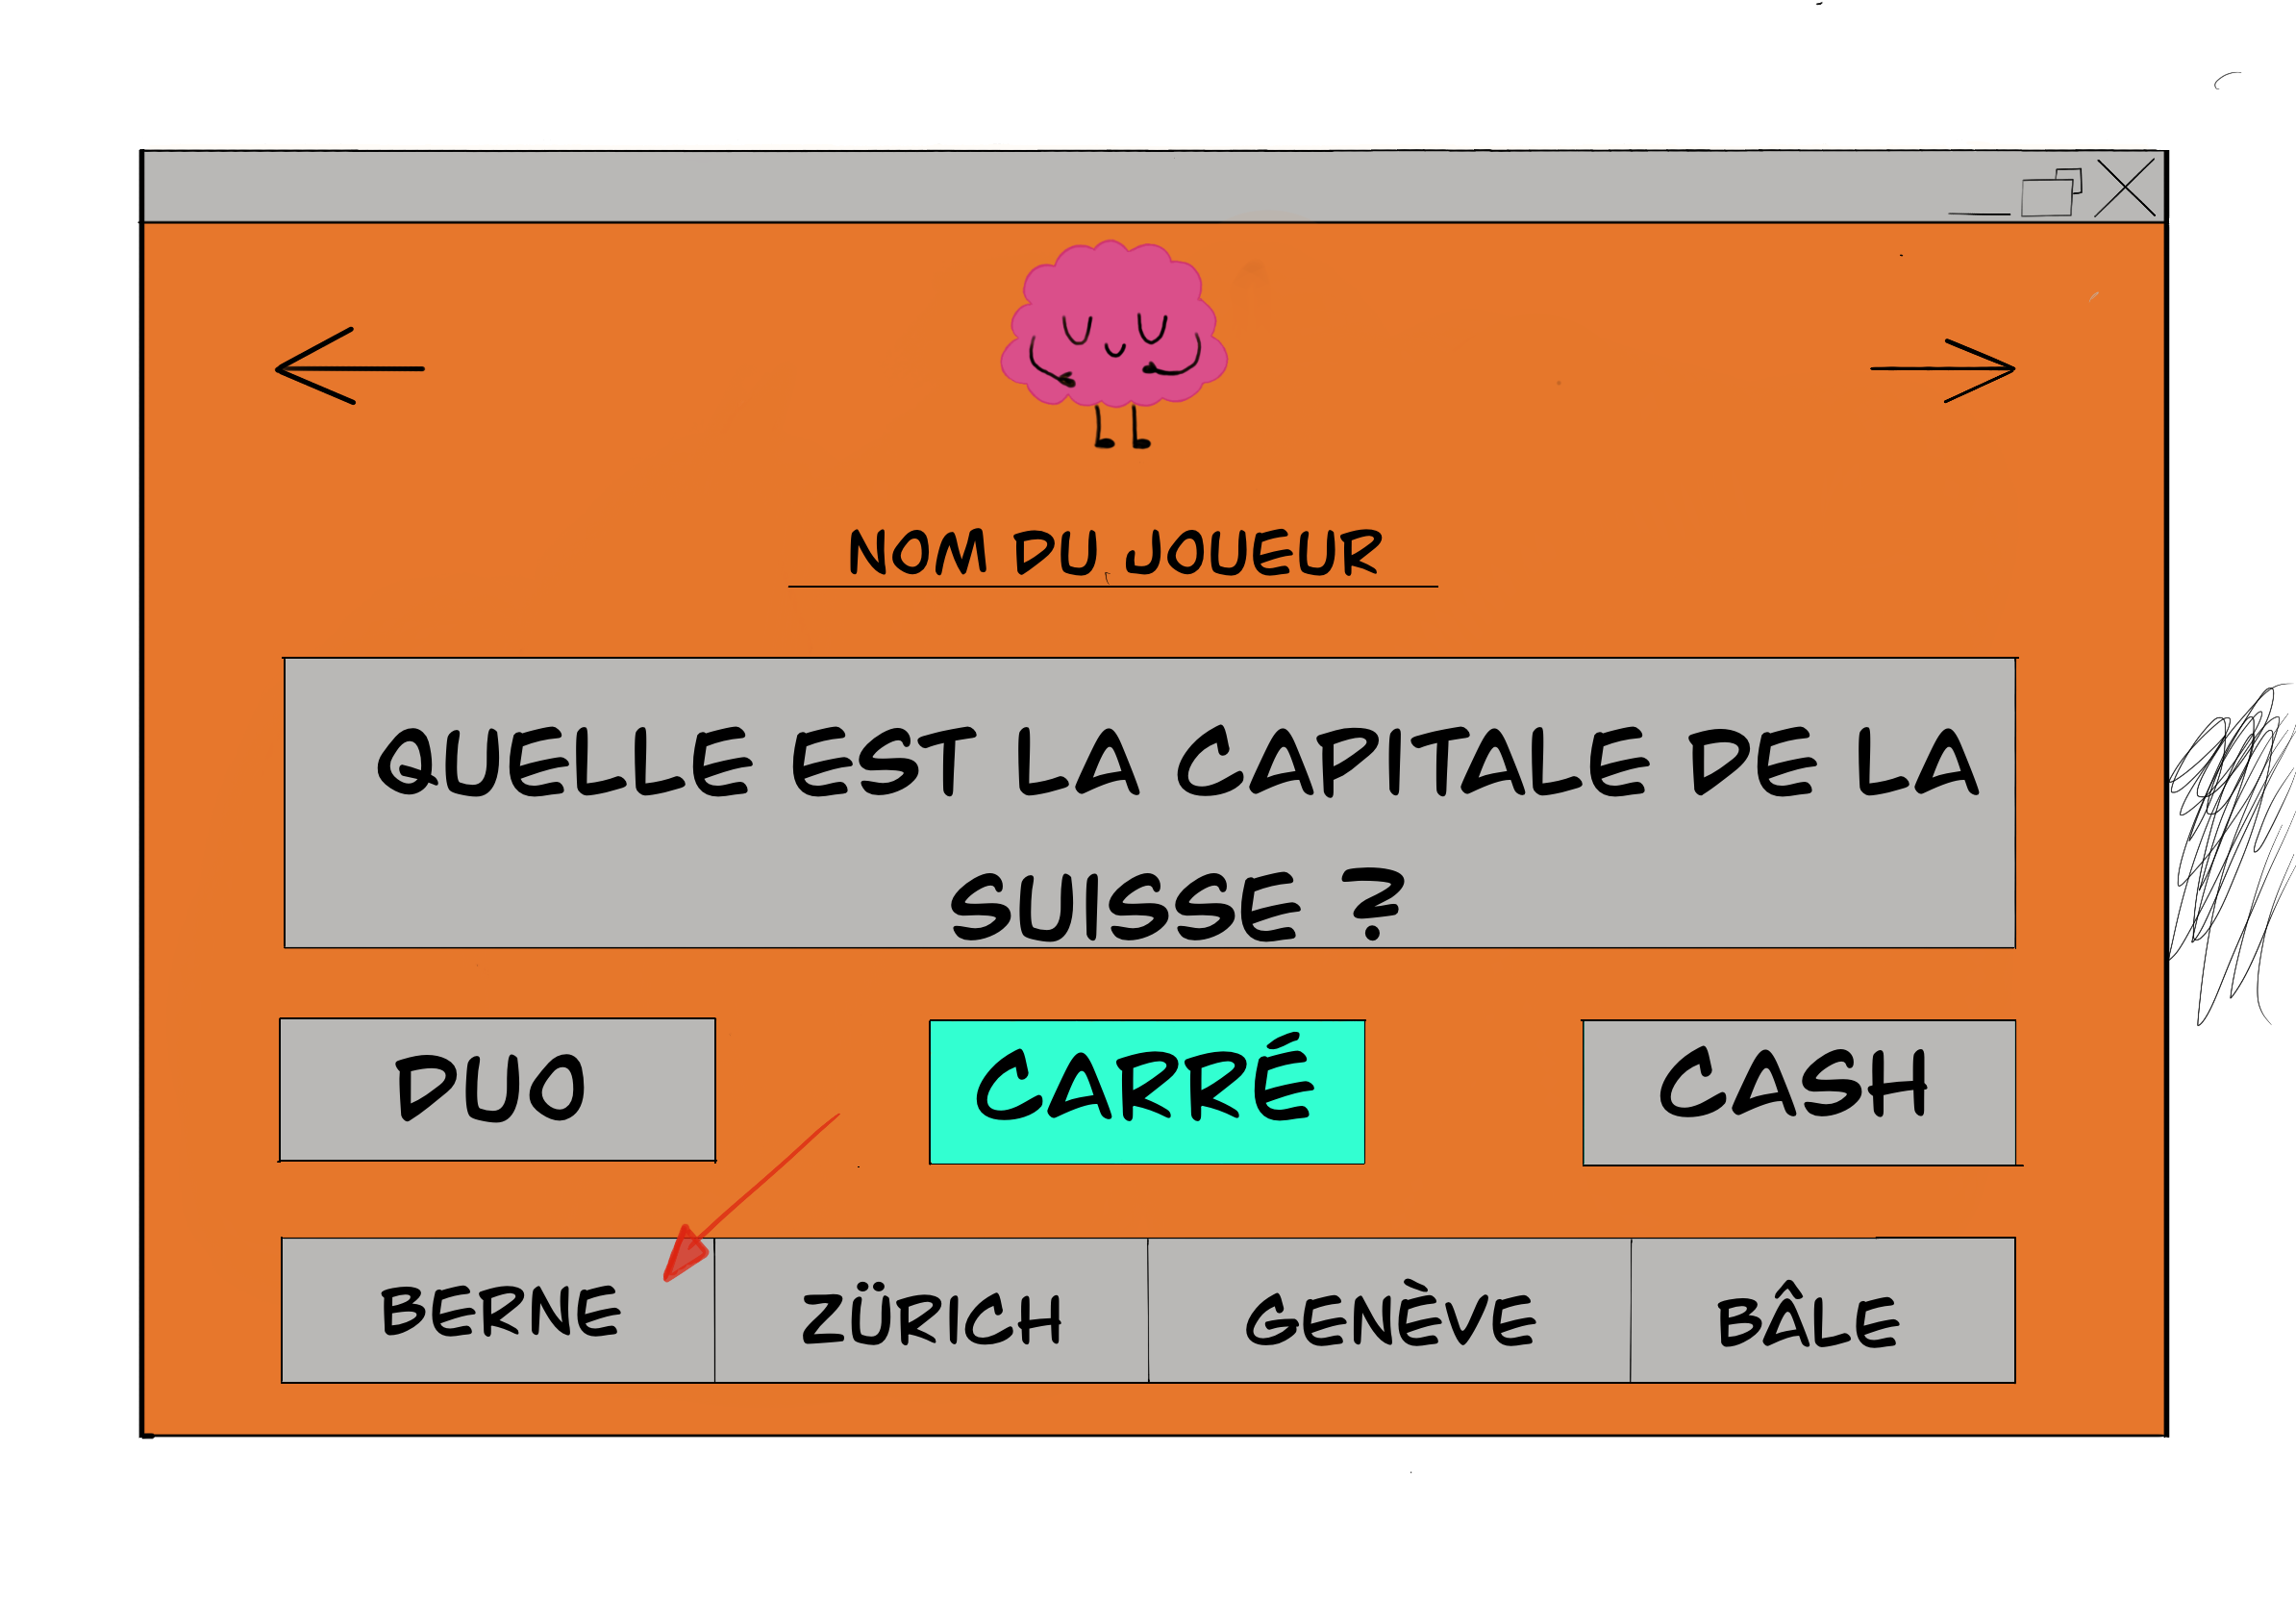 NOM DU JOUEUR
QUELLE EST LA CAPITALE DE LA
SUISSE ?
DUO
CARRÉ
CASH
BERNE
ZÜRICH
GENÈVE
BÂLE